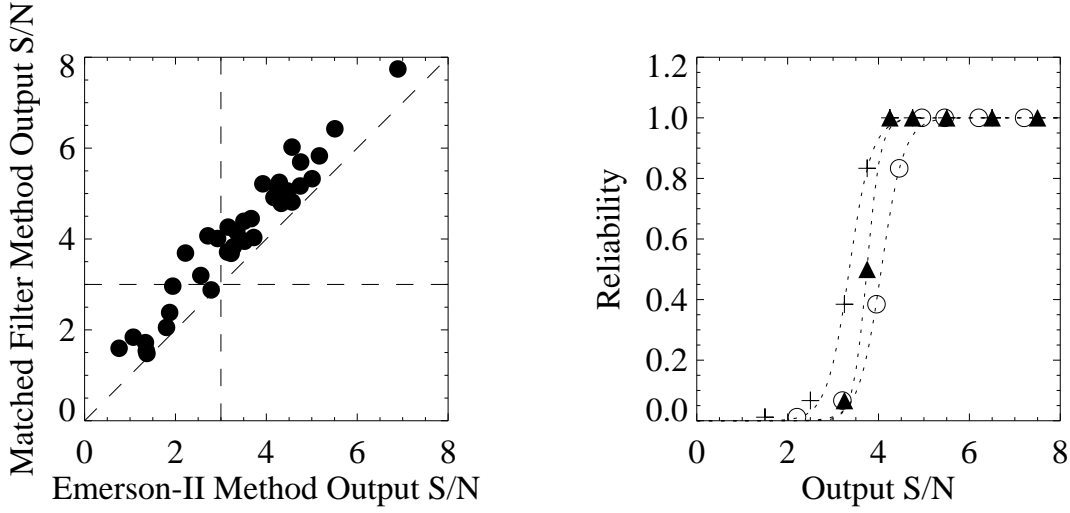 Matched Filter Method Output S/N
8
6
4
2
0
0 2 4 6 8
Emerson-II Method Output S/N
Reliability
1.2
1.0
0.8
0.6
0.4
0.2
0.0
0 2 4 6 8
Output S/N